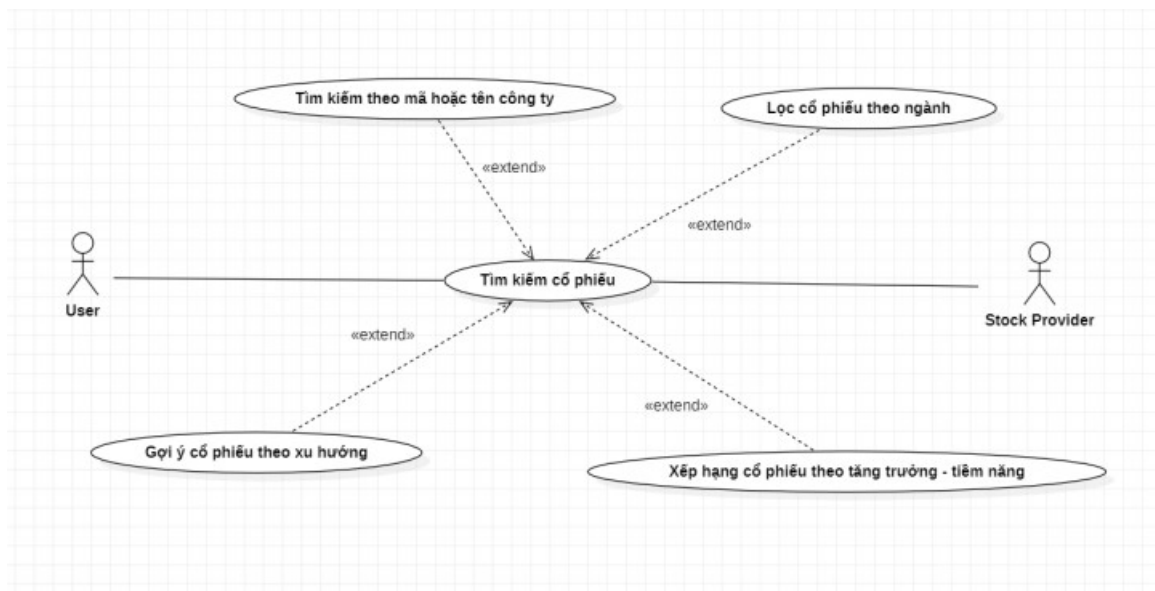 Tìm kiếm theo mã hoặc tên công ty
Lọc cổ phiếu theo ngành
«extend»
«extend»
Tìm kiếm cổ phiếu
User
Stock Provider
«extend»
«extend»
Gợi ý cổ phiếu theo xu hướng
Xếp hạng cổ phiếu theo tăng trưởng - tiềm năng